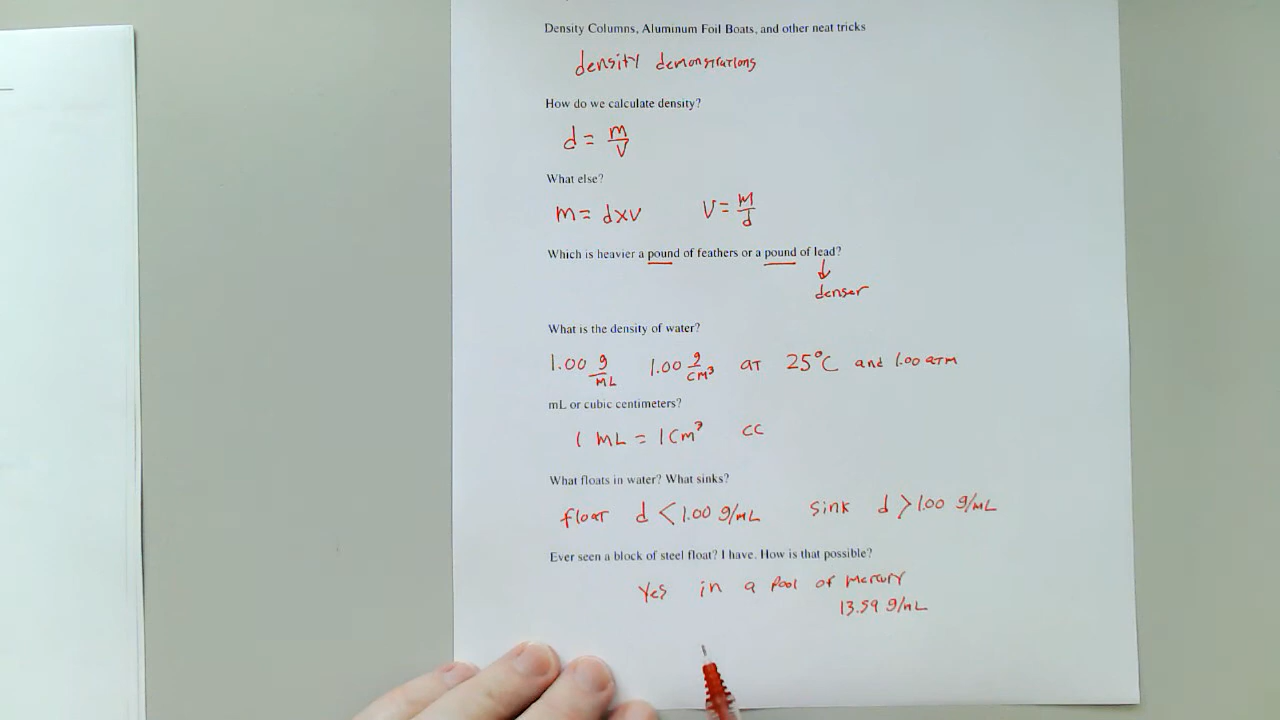 Density Columns, Aluminum Foil Boats, and other neat tricks
density demonstrations
How do we calculate density?
d = m/V
What else?
m = dxv V = M/d
Which is heavier a pound of feathers or a pound of lead?
↓
denser
What is the density of water?
1.00 g/mL 1.00 g/cm³ at 25°C and 1.00 atm
mL or cubic centimeters?
1 mL = 1 cm³ cc
What floats in water? What sinks?
float d < 1.00 g/mL sink d > 1.00 g/mL
Ever seen a block of steel float? I have. How is that possible?
Yes in a pool of mercury
13.59 g/mL